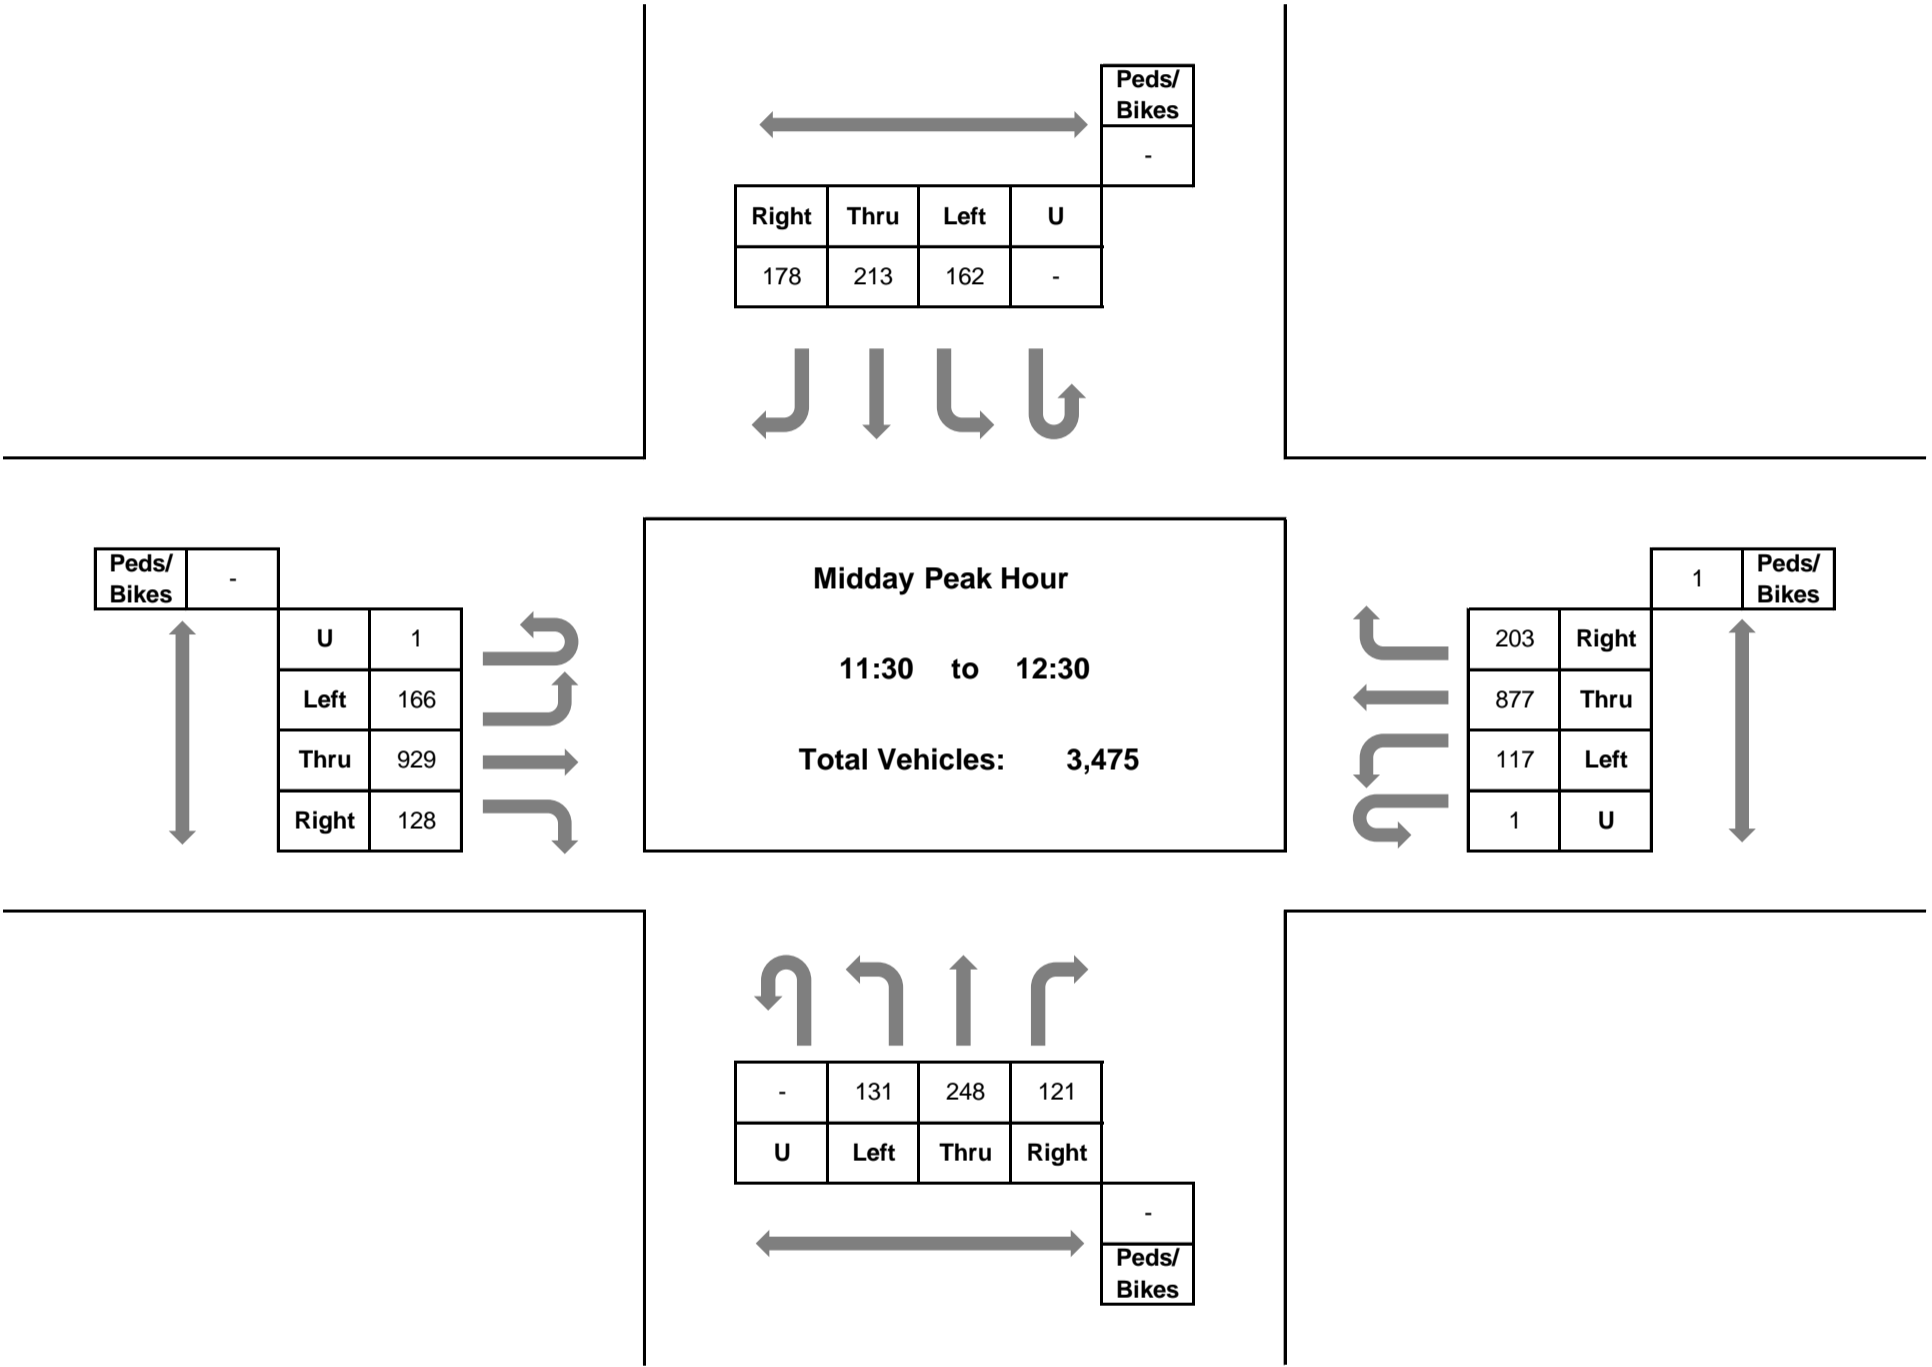 Peds/
Bikes
-
Right Thru Left U
178 213 162 -
Peds/
Bikes
-
U 1
Left 166
Thru 929
Right 128
Midday Peak Hour
11:30 to 12:30
Total Vehicles: 3,475
1
Peds/
Bikes
203 Right
877 Thru
117 Left
1 U
- 131 248 121
U Left Thru Right
-
Peds/
Bikes